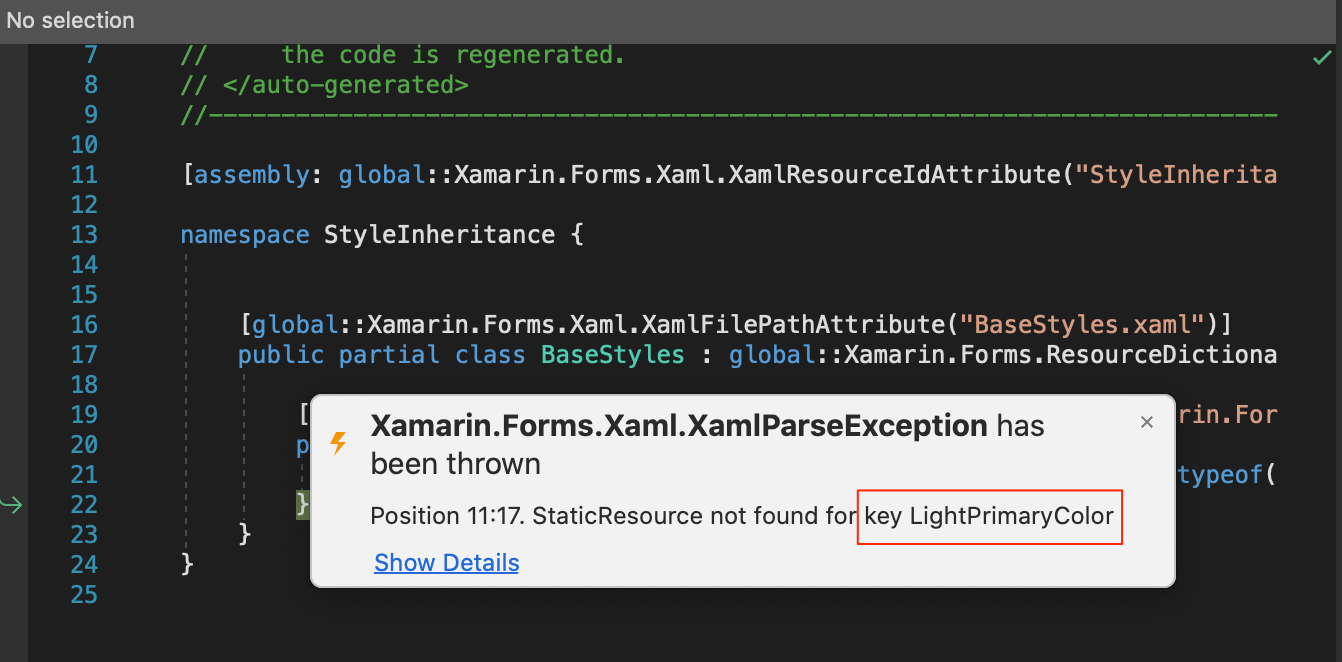 No selection
7 //     the code is regenerated.
8 // </auto-generated>
9 //--------------------------------------------------------------------------
10
11 [assembly: global::Xamarin.Forms.Xaml.XamlResourceIdAttribute("StyleInherita
12
13 namespace StyleInheritance {
14
15
16 [global::Xamarin.Forms.Xaml.XamlFilePathAttribute("BaseStyles.xaml")]
17 public partial class BaseStyles : global::Xamarin.Forms.ResourceDictiona
18
19 [ rin.For
20 p
21 typeof(
22 }
23 }
24 }
25
Xamarin.Forms.Xaml.XamlParseException has
been thrown
Position 11:17. StaticResource not found for key LightPrimaryColor
Show Details